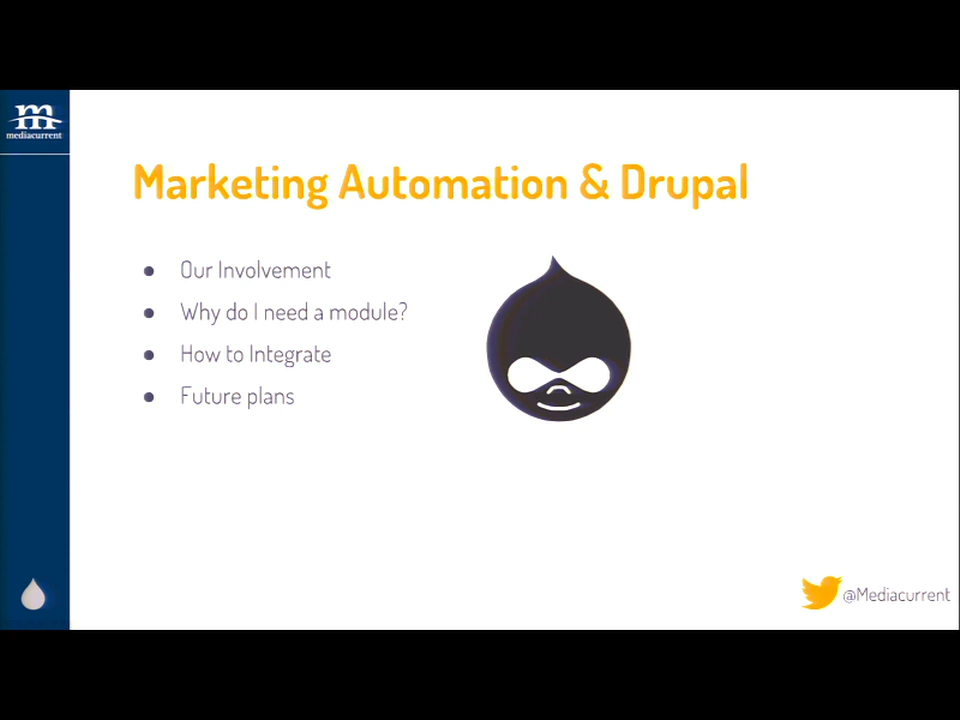 m
mediacurrent
Marketing Automation & Drupal
● Our Involvement
● Why do I need a module?
● How to Integrate
● Future plans
@Mediacurrent